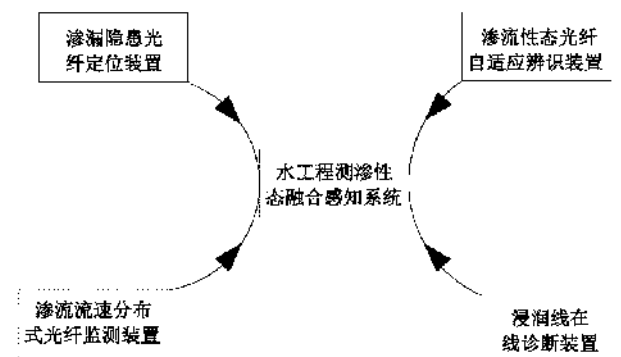 渗漏隐患光
纤定位装置
渗流性态光纤
自适应辨识装置
水工程测渗性
态融合感知系统
渗流流速分布
式光纤监测装置
浸润线在
线诊断装置